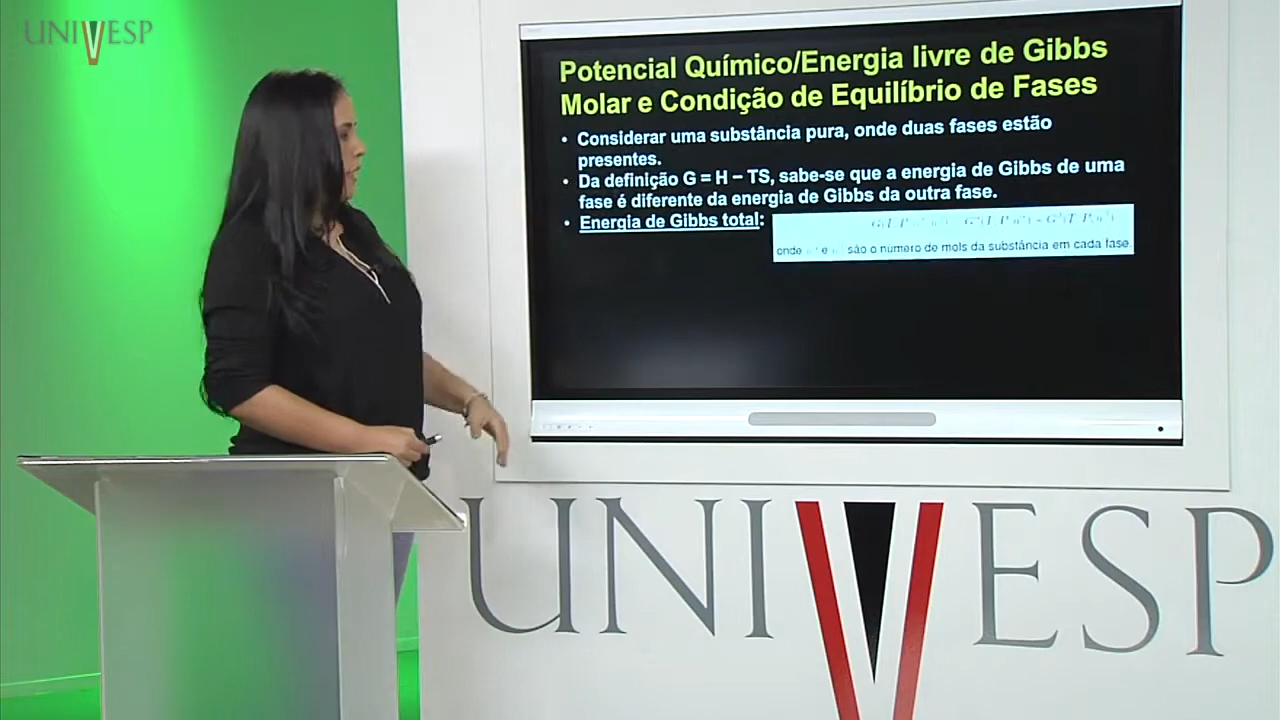 UNIVESP
Potencial Químico/Energia livre de Gibbs
Molar e Condição de Equilíbrio de Fases
• Considerar uma substância pura, onde duas fases estão
presentes.
• Da definição G = H – TS, sabe-se que a energia de Gibbs de uma
fase é diferente da energia de Gibbs da outra fase.
• Energia de Gibbs total:
onde e são o número de mols da substância em cada fase.
UNIVESP